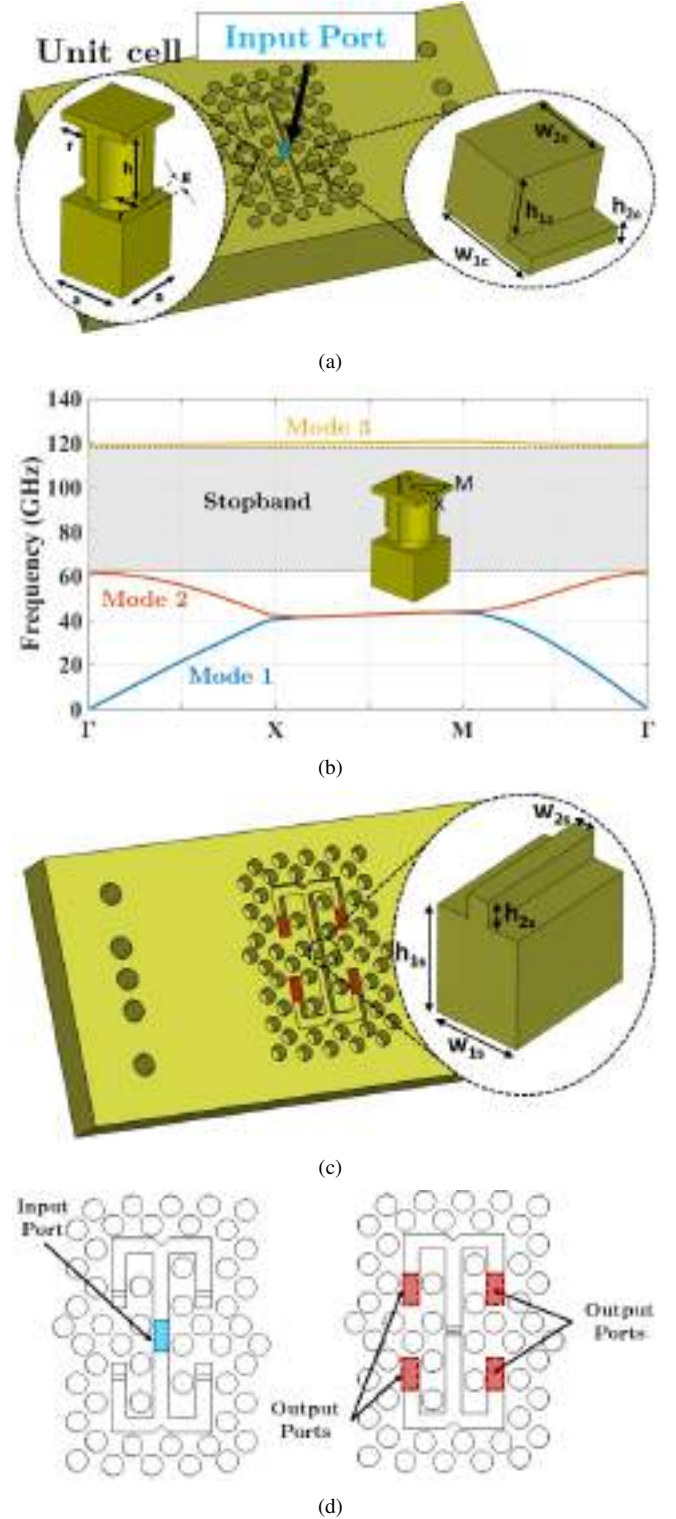 Unit cell
Input Port
r
h
g
r
a
a
w2c
h1c
h2c
w1c
(a)
140
120
100
80
60
40
20
0
Frequency (GHz)
Mode 3
Stopband
M
X
Mode 2
Mode 1
Γ
X
M
Γ
(b)
w2s
h2s
h1s
w1s
(c)
Input
Port
Output
Ports
Output
Ports
(d)